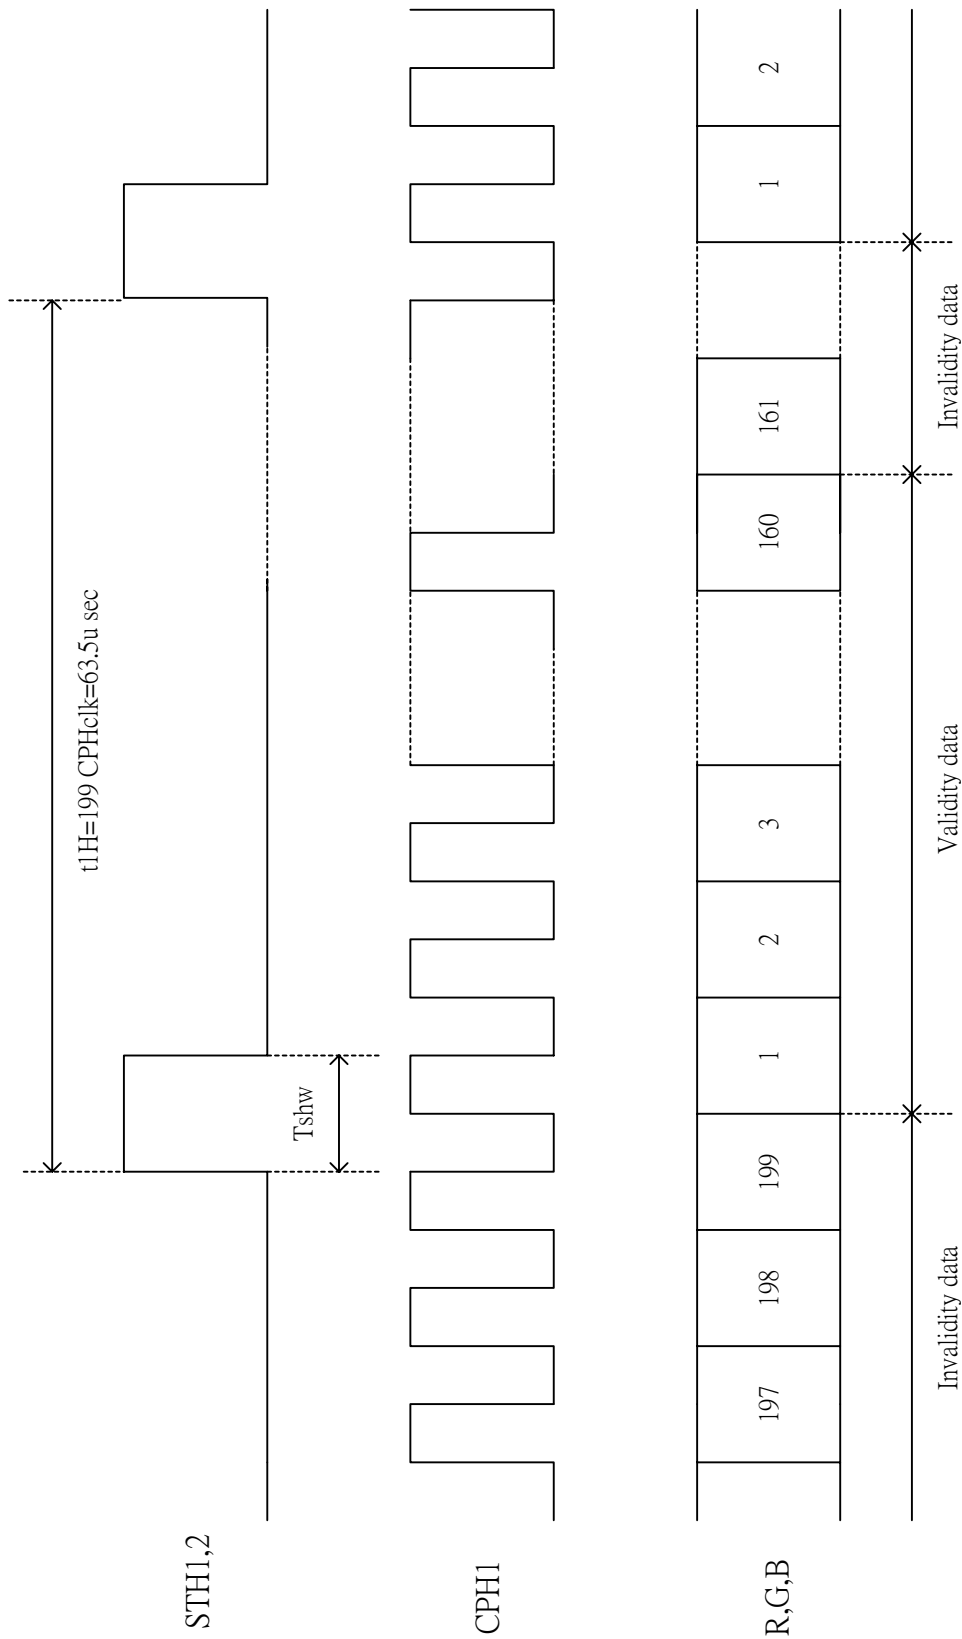 t1H=199 CPHclk=63.5u sec
STH1,2
Tshw
CPH1
R,G,B
197
198
199
1
2
3
160
161
1
2
Invalidity data
Validity data
Invalidity data